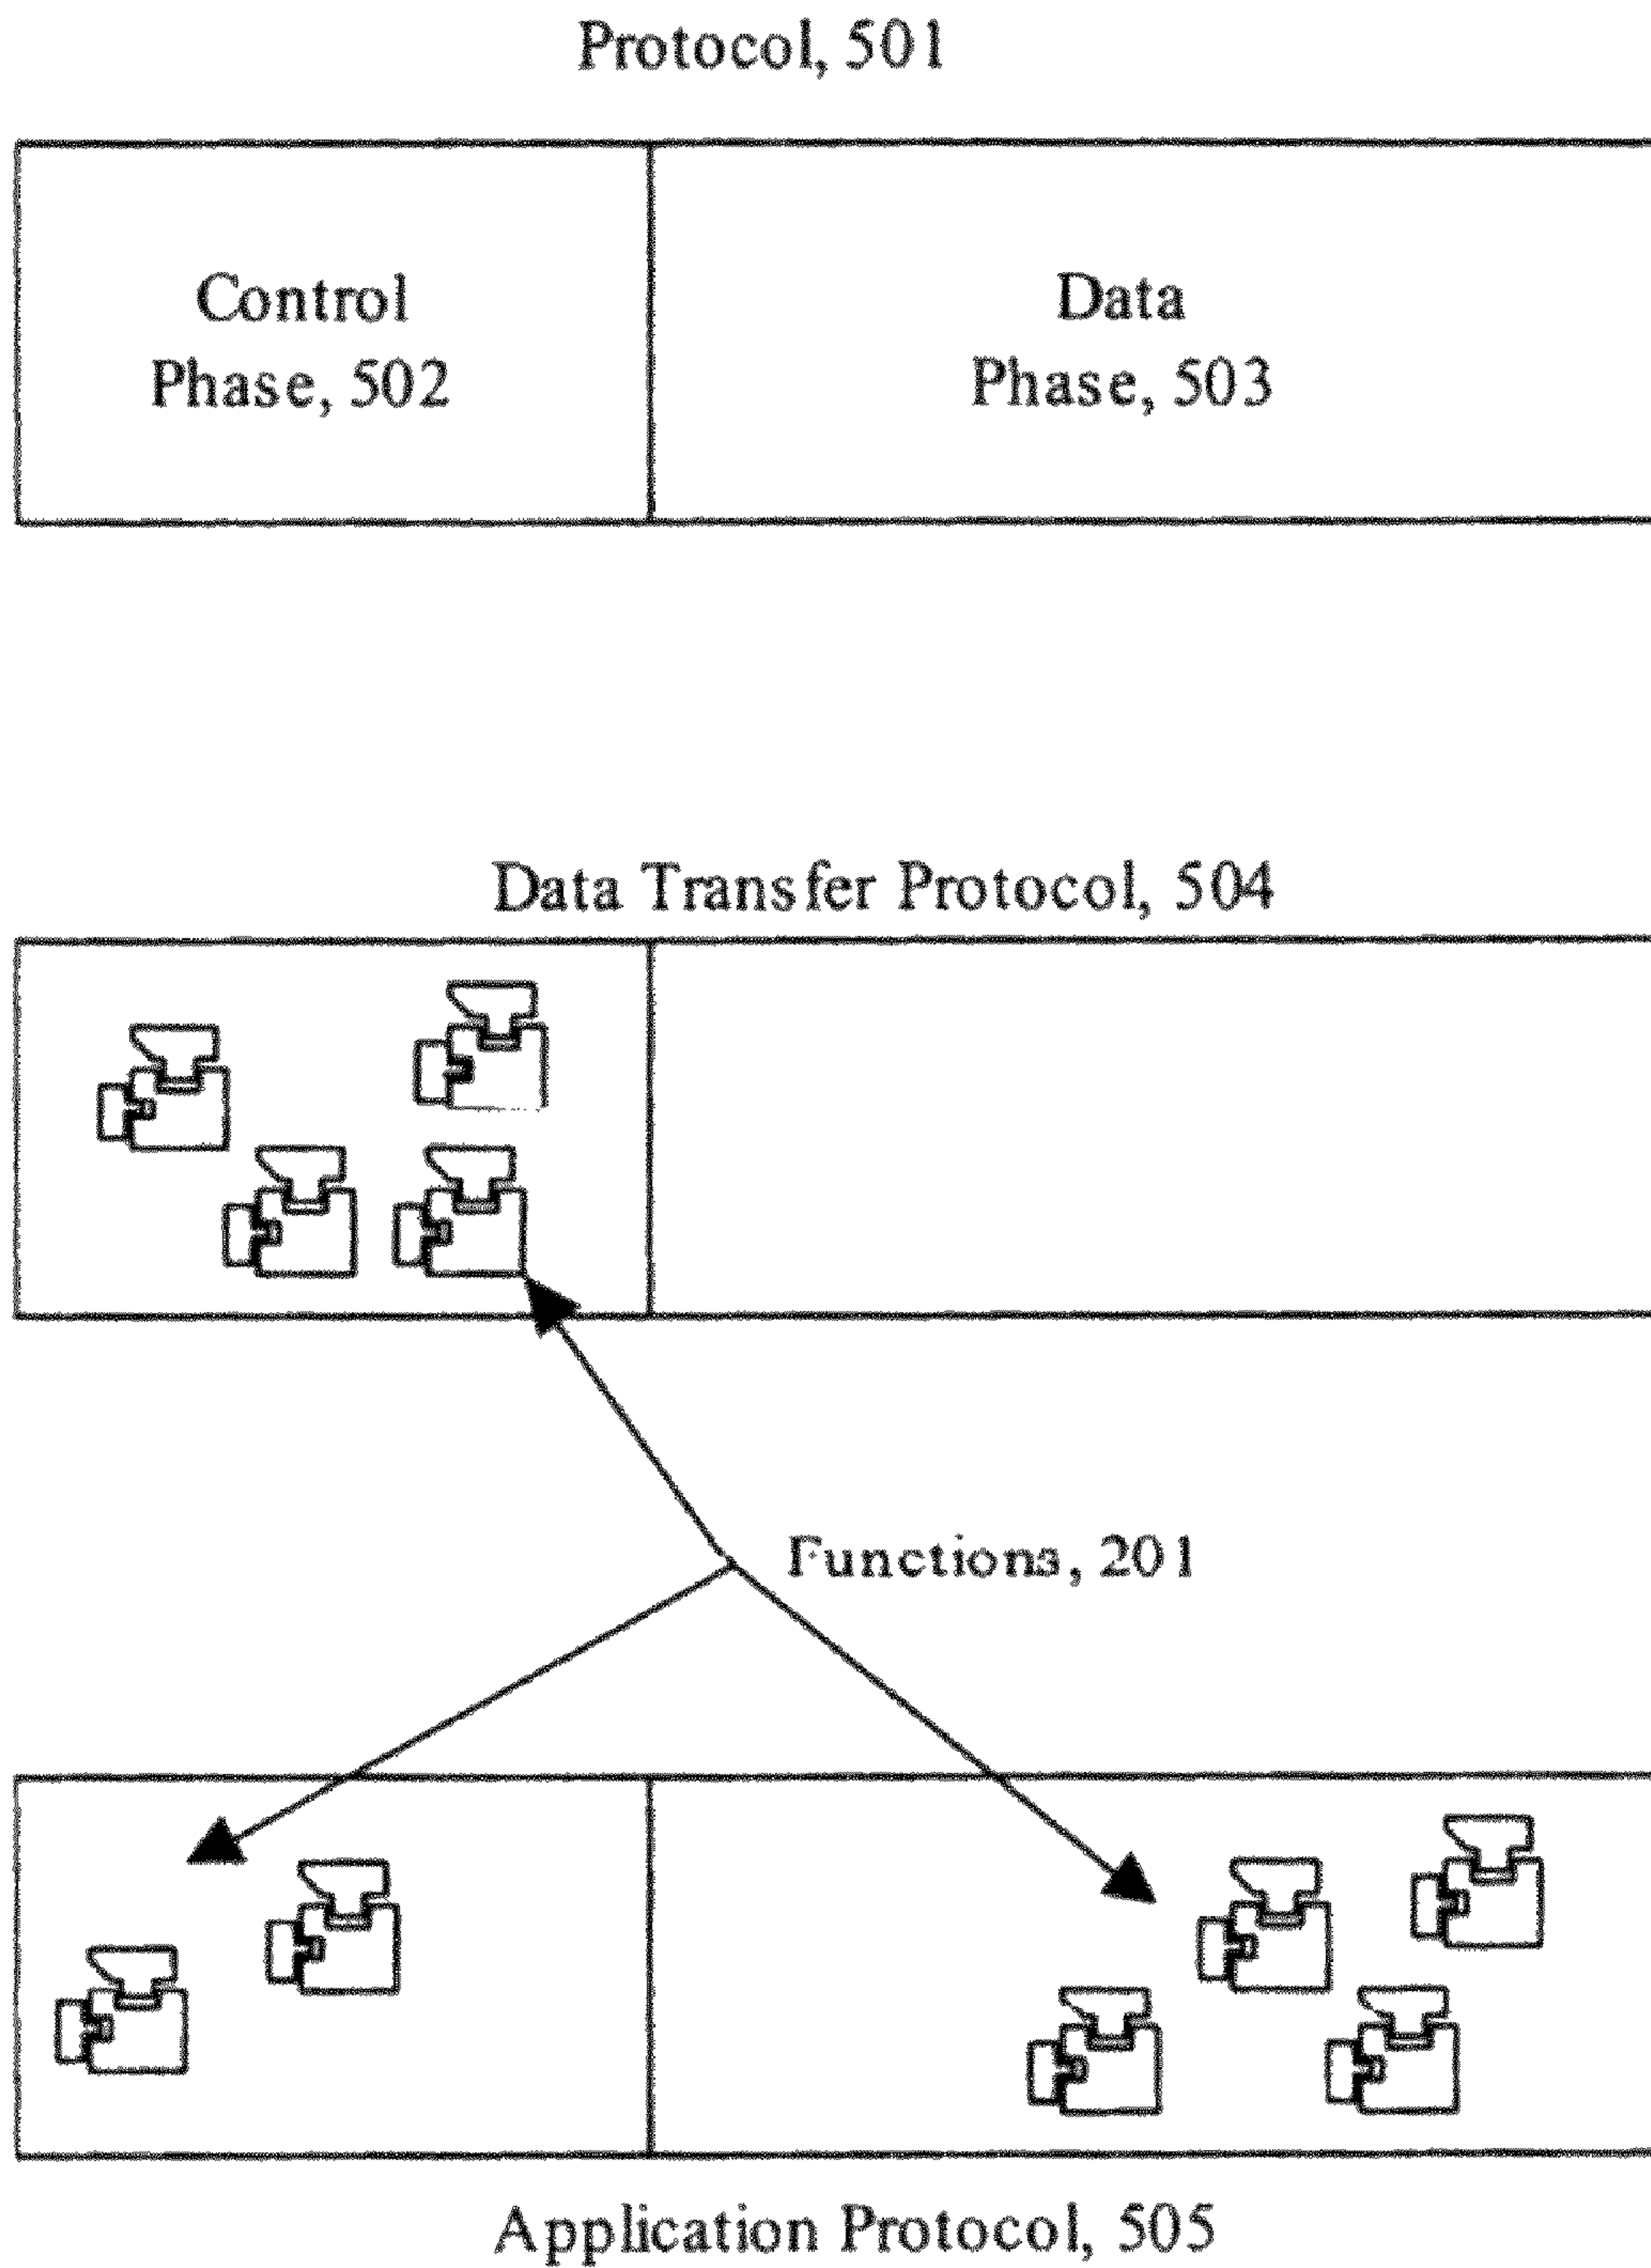 Protocol, 501
Control
Phase, 502
Data
Phase, 503
Data Transfer Protocol, 504
Functions, 201
Application Protocol, 505